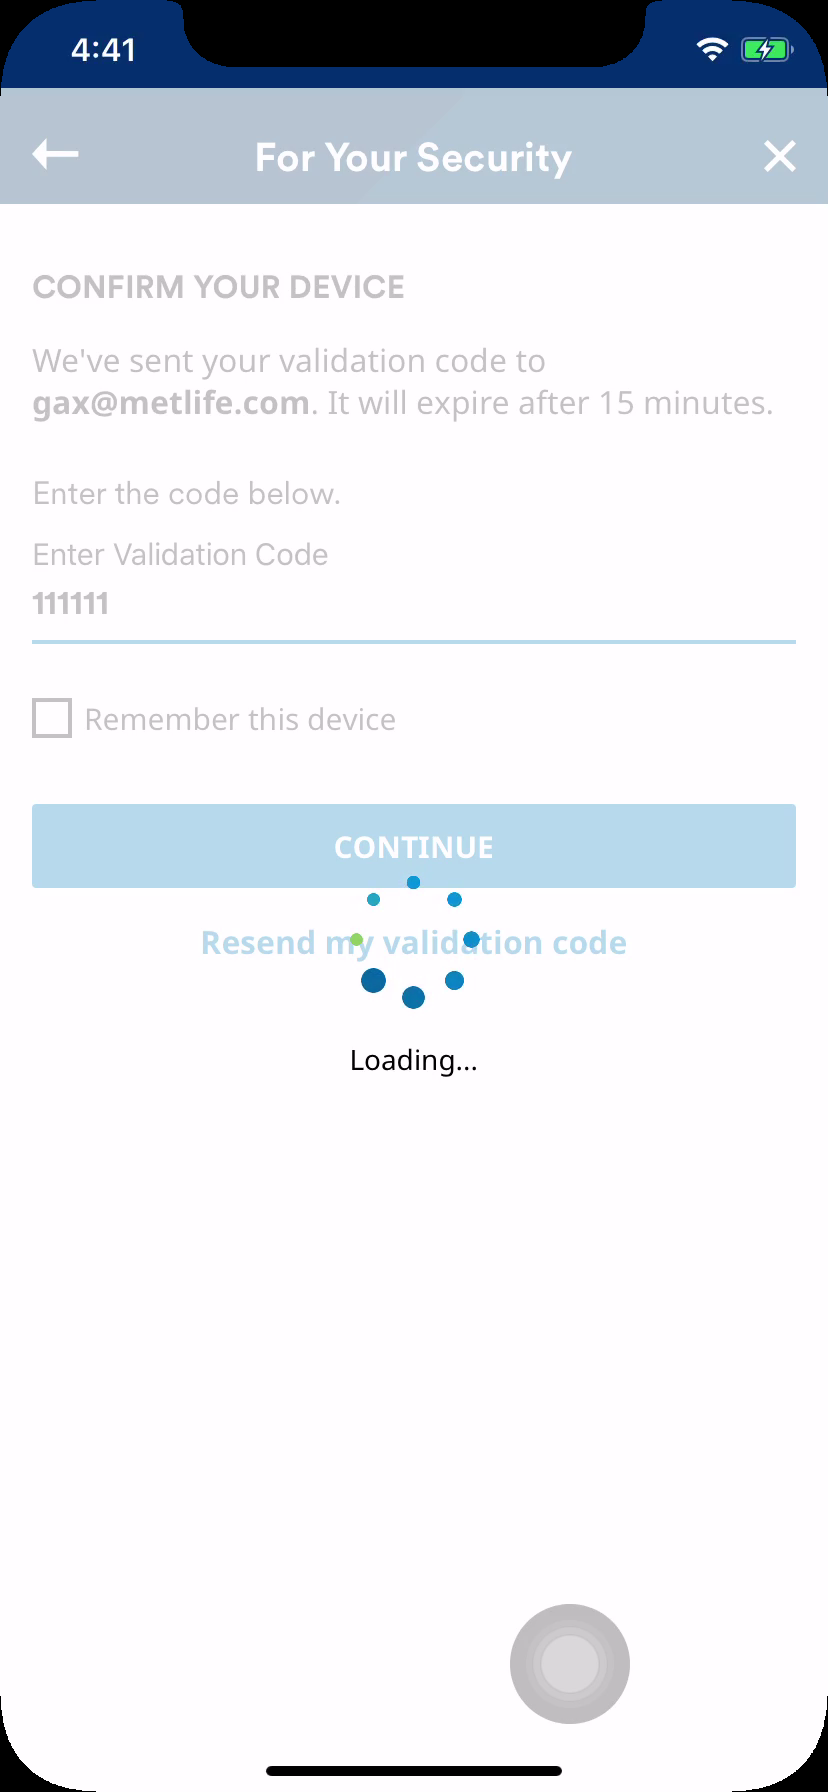 4:41
For Your Security
CONFIRM YOUR DEVICE
We've sent your validation code to
gax@metlife.com. It will expire after 15 minutes.
Enter the code below.
Enter Validation Code
111111
Remember this device
CONTINUE
Resend my validation code
Loading...